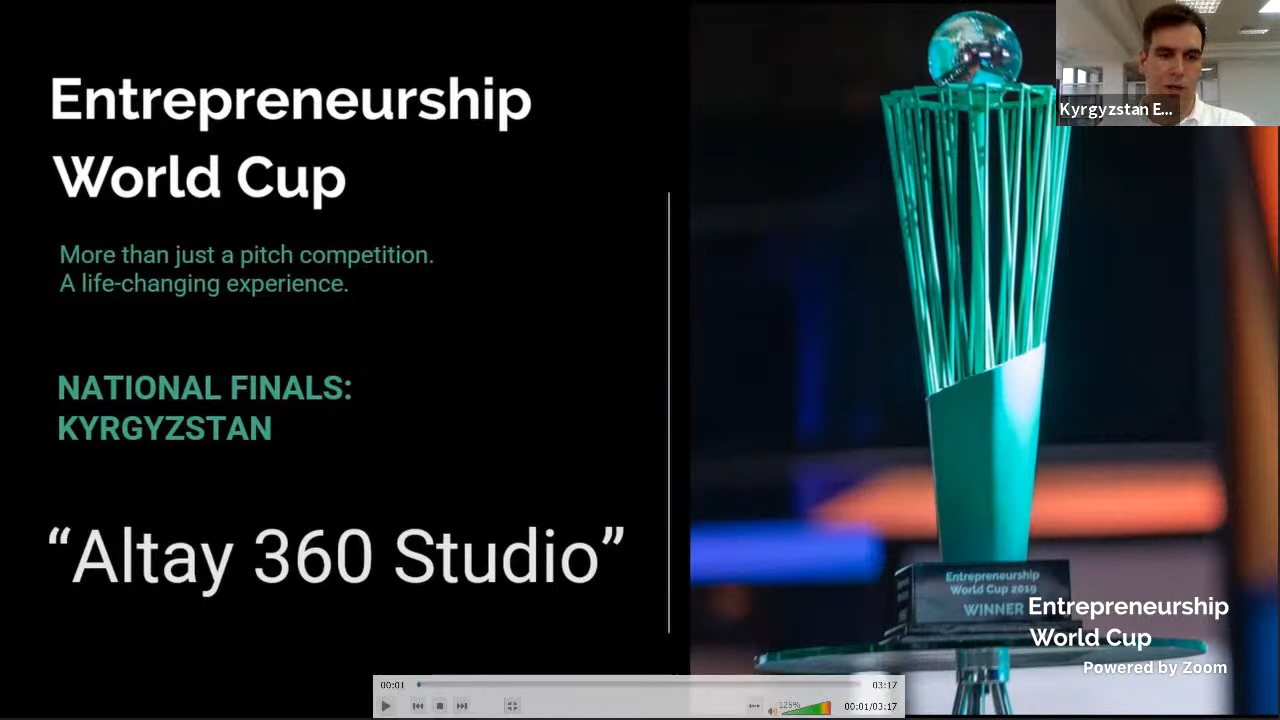 Entrepreneurship
World Cup
More than just a pitch competition.
A life-changing experience.
NATIONAL FINALS:
KYRGYZSTAN
“Altay 360 Studio”
Kyrgyzstan E...
Entrepreneurship
World Cup 2019
WINNER
Entrepreneurship
World Cup
Powered by Zoom
00:01
03:17
125%
00:01/03:17